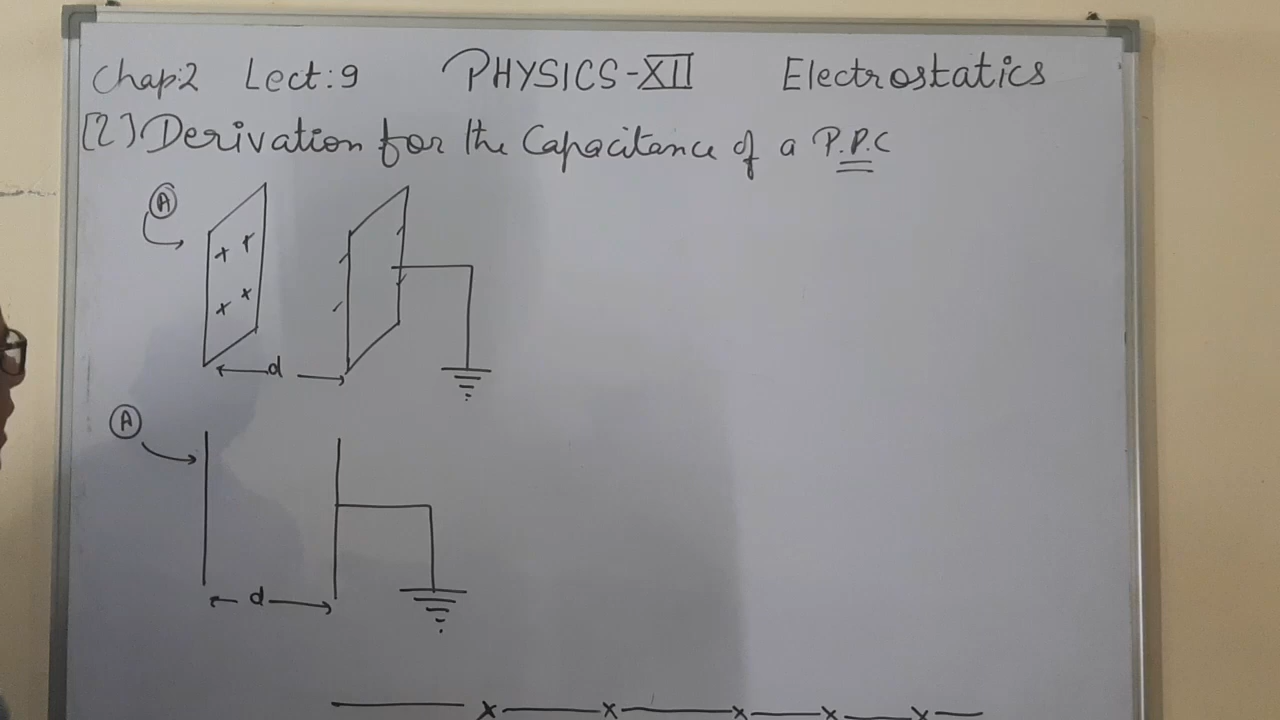 Chap:2 Lect:9 PHYSICS-XII Electrostatics
(2) Derivation for the Capacitance of a P.P.C
A
+ +
+ +
d
A
d